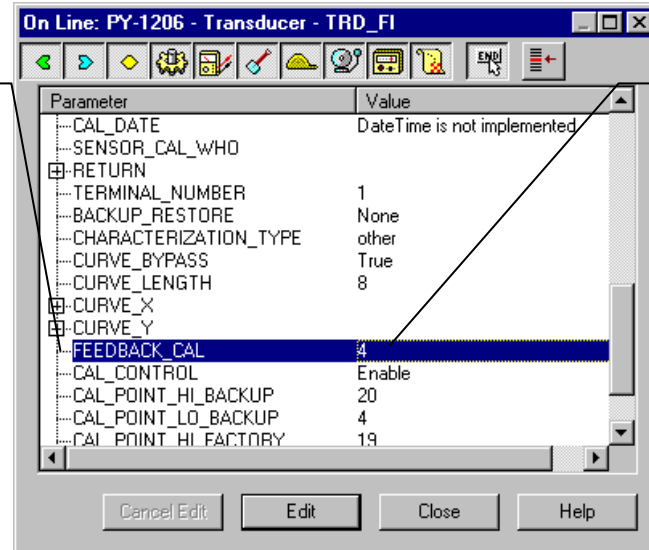 On Line: PY-1206 - Transducer - TRD_FI
END
Parameter Value
CAL_DATE DateTime is not implemented
SENSOR_CAL_WHO
RETURN
TERMINAL_NUMBER 1
BACKUP_RESTORE None
CHARACTERIZATION_TYPE other
CURVE_BYPASS True
CURVE_LENGTH 8
CURVE_X
CURVE_Y
FEEDBACK_CAL 4
CAL_CONTROL Enable
CAL_POINT_HI_BACKUP 20
CAL_POINT_LO_BACKUP 4
CAL_POINT_HI_FACTORY 19
Cancel Edit Edit Close Help